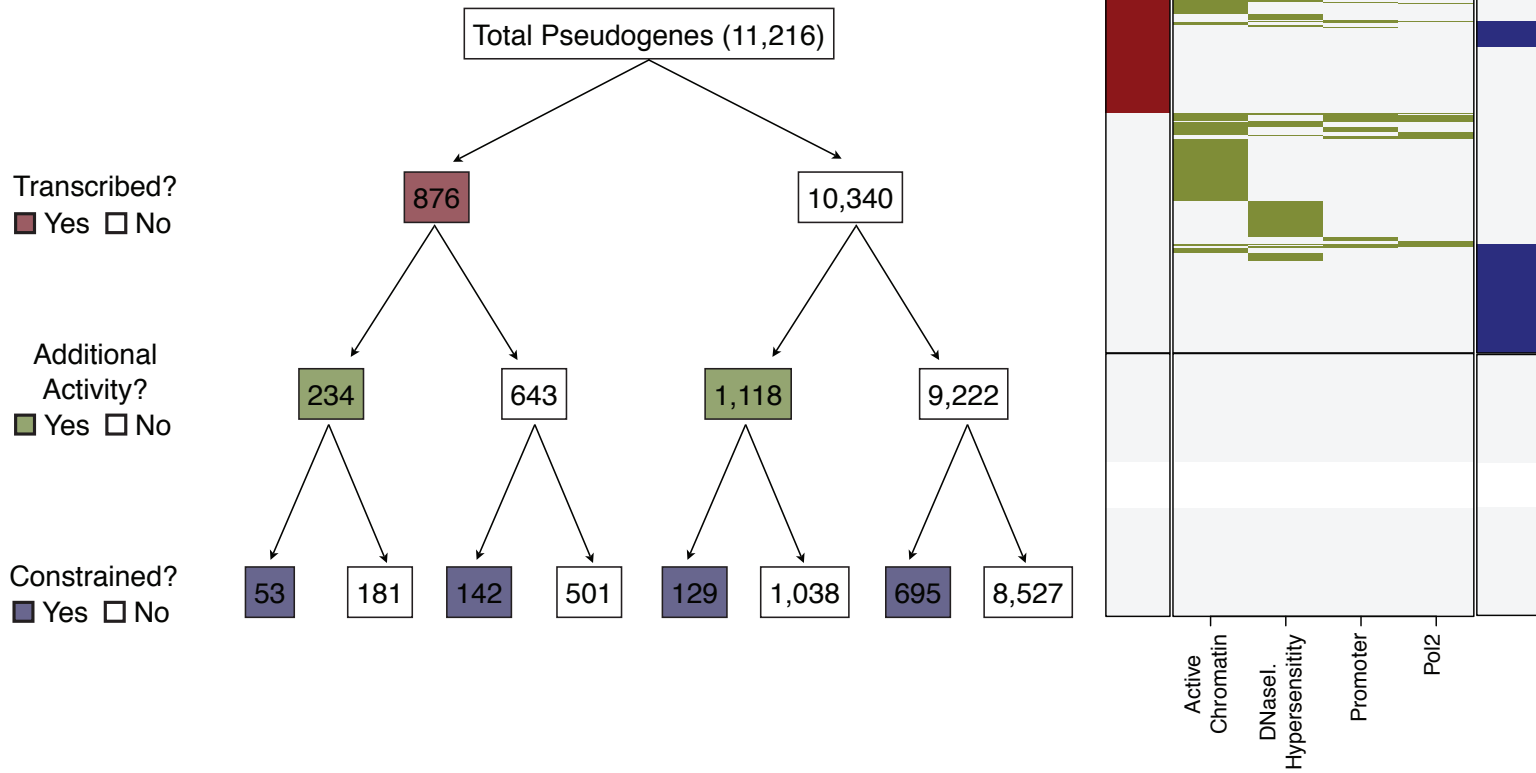 Total Pseudogenes (11,216)
Transcribed?
Yes No
876
10,340
Additional
Activity?
Yes No
234
643
1,118
9,222
Constrained?
Yes No
53
181
142
501
129
1,038
695
8,527
Active
Chromatin
DNaseI.
Hypersensitity
Promoter
Pol2